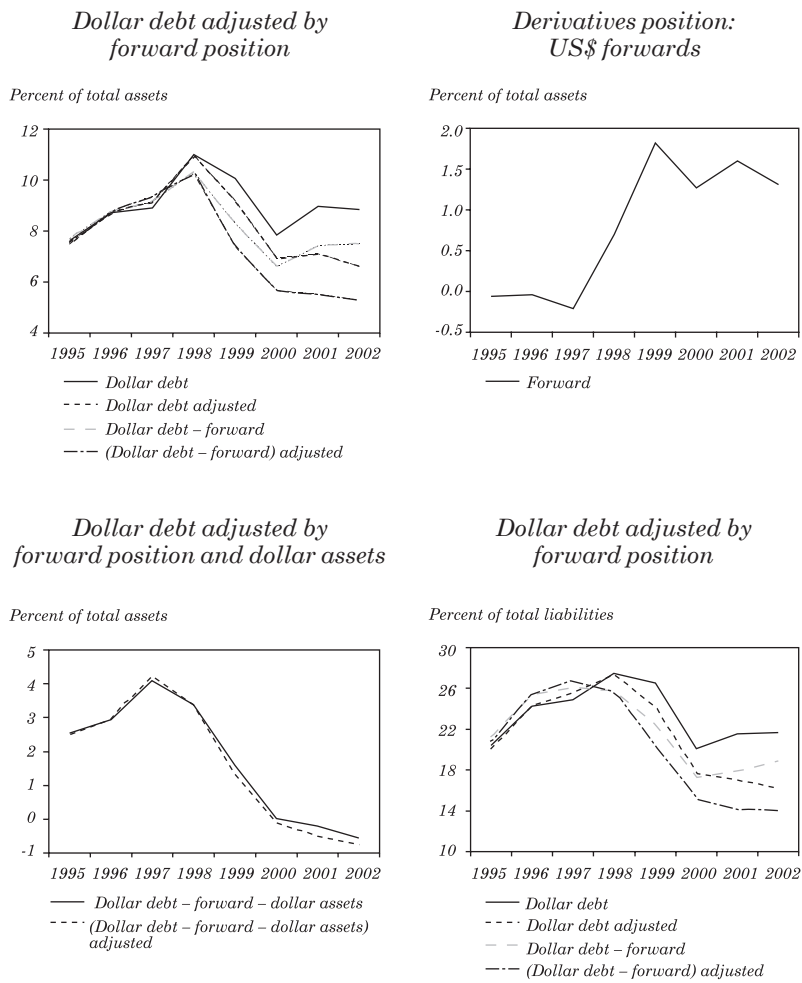 Dollar debt adjusted by
forward position
Percent of total assets
12
10
8
6
4
1995 1996 1997 1998 1999 2000 2001 2002
Dollar debt
Dollar debt adjusted
Dollar debt – forward
(Dollar debt – forward) adjusted
Derivatives position:
US$ forwards
Percent of total assets
2.0
1.5
1.0
0.5
0.0
-0.5
1995 1996 1997 1998 1999 2000 2001 2002
Forward
Dollar debt adjusted by
forward position and dollar assets
Percent of total assets
5
4
3
2
1
0
-1
1995 1996 1997 1998 1999 2000 2001 2002
Dollar debt – forward – dollar assets
(Dollar debt – forward – dollar assets)
adjusted
Dollar debt adjusted by
forward position
Percent of total liabilities
30
26
22
18
14
10
1995 1996 1997 1998 1999 2000 2001 2002
Dollar debt
Dollar debt adjusted
Dollar debt – forward
(Dollar debt – forward) adjusted